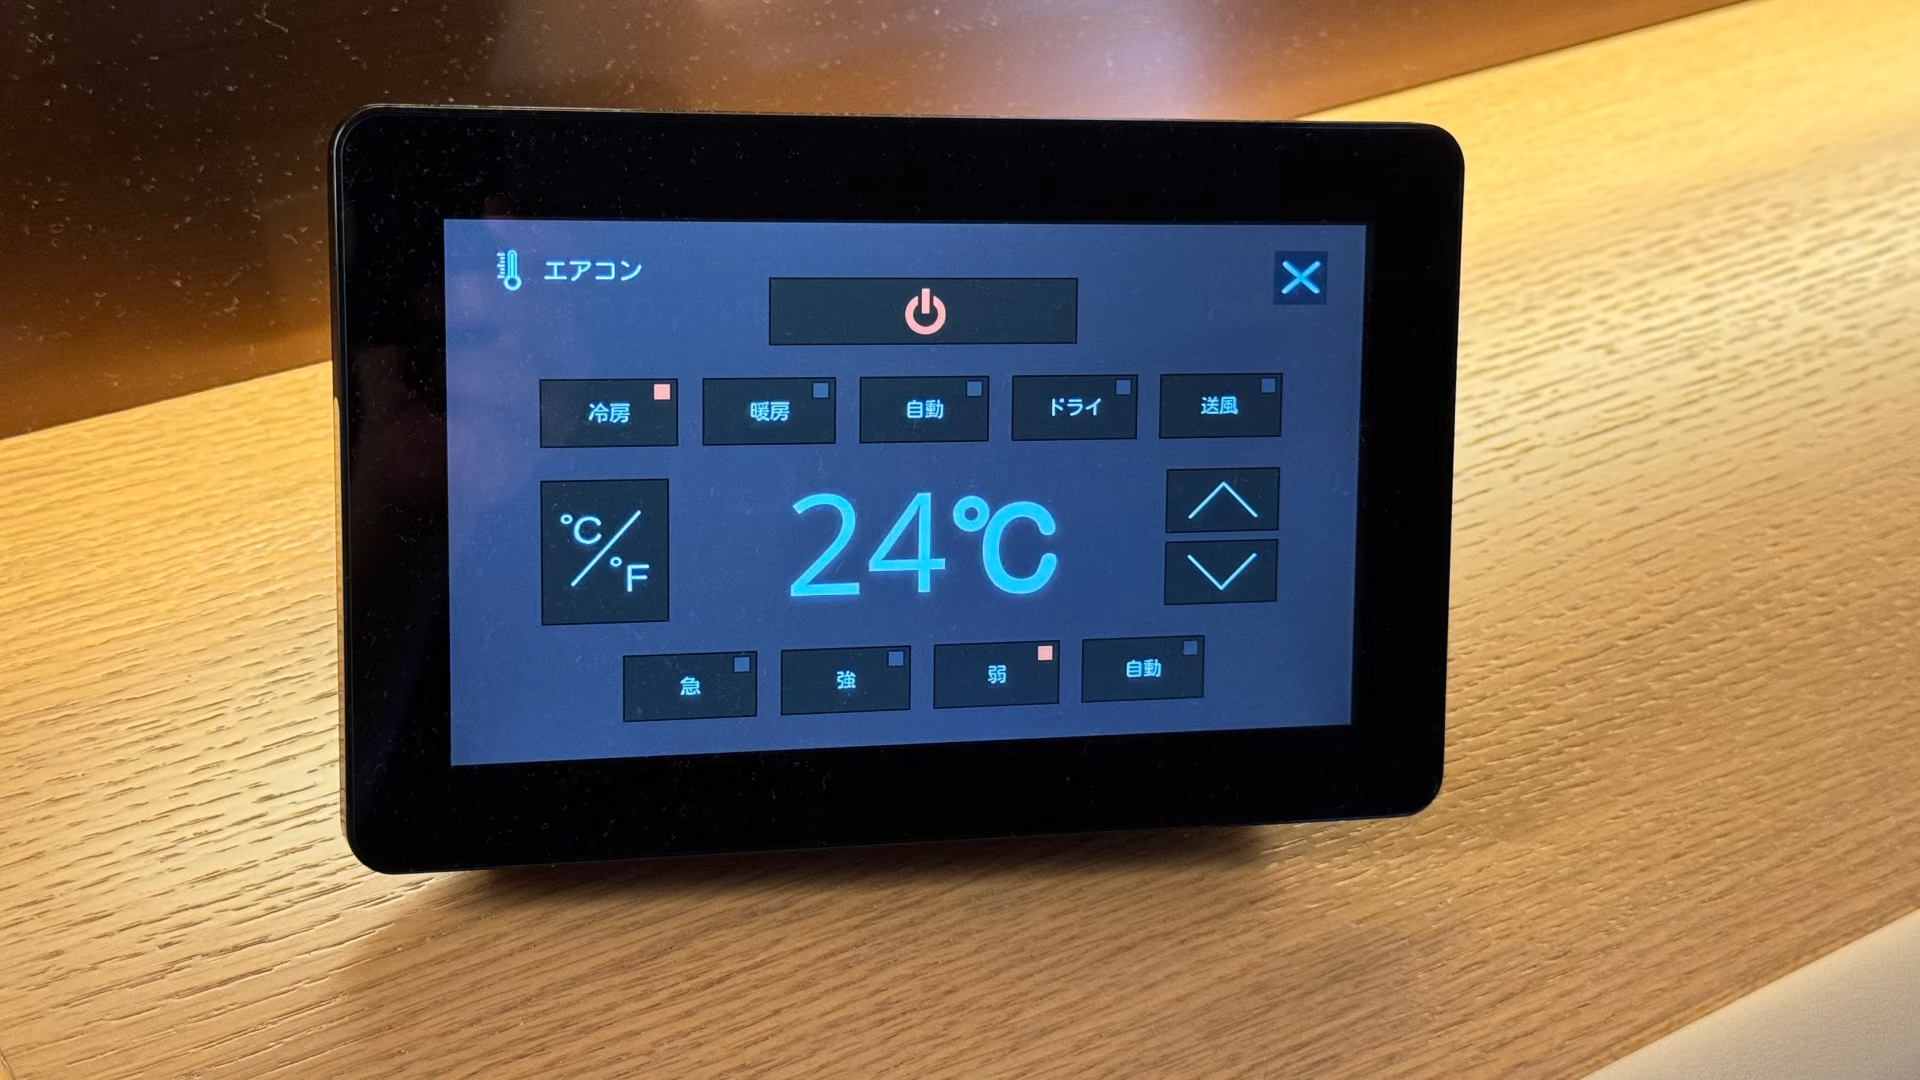 エアコン
冷房 暖房 自動 ドライ 送風
°C/°F 24℃
急 強 弱 自動